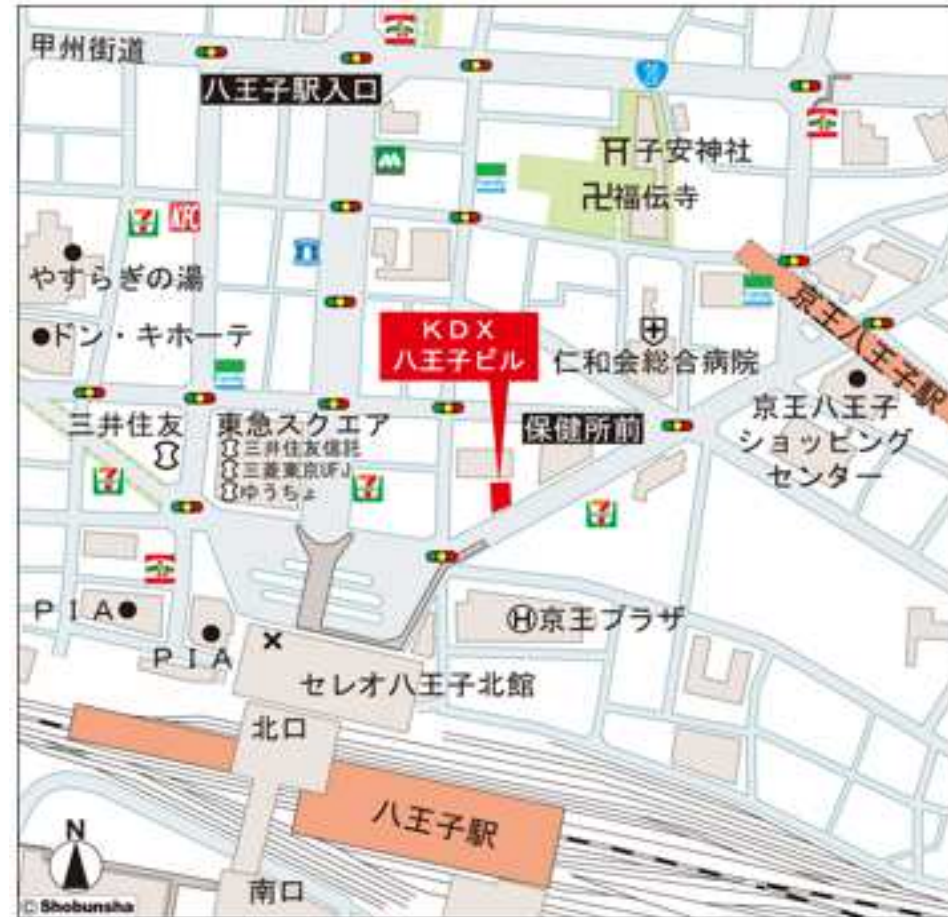 甲州街道
八王子駅入口
子安神社
福伝寺
KFC
やすらぎの湯
ドン・キホーテ
KDX
八王子ビル
仁和会総合病院
京王八王子駅
京王八王子
ショッピング
センター
保健所前
三井住友
東急スクエア
三井住友信託
三菱東京UFJ
ゆうちょ
PIA
PIA
H京王プラザ
セレオ八王子北館
北口
八王子駅
南口
N
© Shobunsha